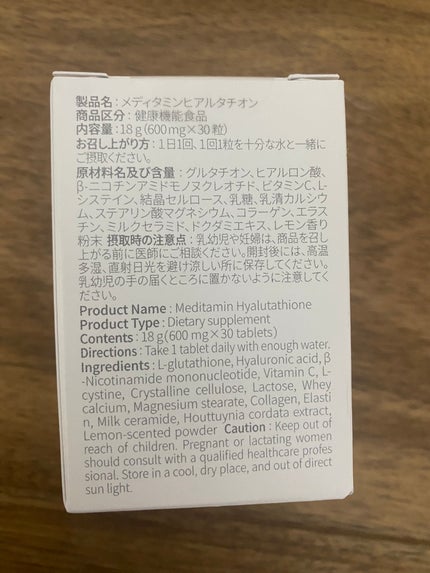 製品名 : メディタミンヒアルタチオン
商品区分 : 健康機能食品
内容量 : 18 g (600 mg × 30 粒)
お召し上がり方 : 1日1回、1回1粒を十分な水と一緒に
ご摂取ください。
原材料名及び含量 : グルタチオン、ヒアルロン酸、
β-ニコチンアミドモノヌクレオチド、ビタミンC、L-
システイン、結晶セルロース、乳糖、乳清カルシウ
ム、ステアリン酸マグネシウム、コラーゲン、エラス
チン、ミルクセラミド、ドクダミエキス、レモン香り
粉末 摂取時の注意点 : 乳幼児や妊婦は、商品を召し
上がる前に医師にご相談ください。開封後には、高温
多湿、直射日光を避け涼しい所に保存してください。
乳幼児の手の届くところに置かないように注意してく
ださい。
Product Name : Meditamin Hyalutathione
Product Type : Dietary supplement
Contents : 18 g (600 mg × 30 tablets)
Directions : Take 1 tablet daily with enough water.
Ingredients : L-glutathione, Hyaluronic acid, β
-Nicotinamide mononucleotide, Vitamin C, L-
cystine, Crystalline cellulose, Lactose, Whey
calcium, Magnesium stearate, Collagen, Elasti
n, Milk ceramide, Houttuynia cordata extract,
Lemon-scented powder Caution : Keep out of
reach of children. Pregnant or lactating women
should consult with a qualified healthcare profes
sional. Store in a cool, dry place, and out of direct
sun light.